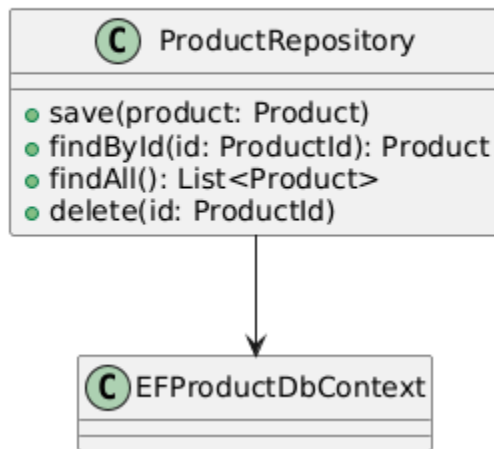 C ProductRepository
save(product: Product)
findById(id: ProductId): Product
findAll(): List<Product>
delete(id: ProductId)
C EFProductDbContext